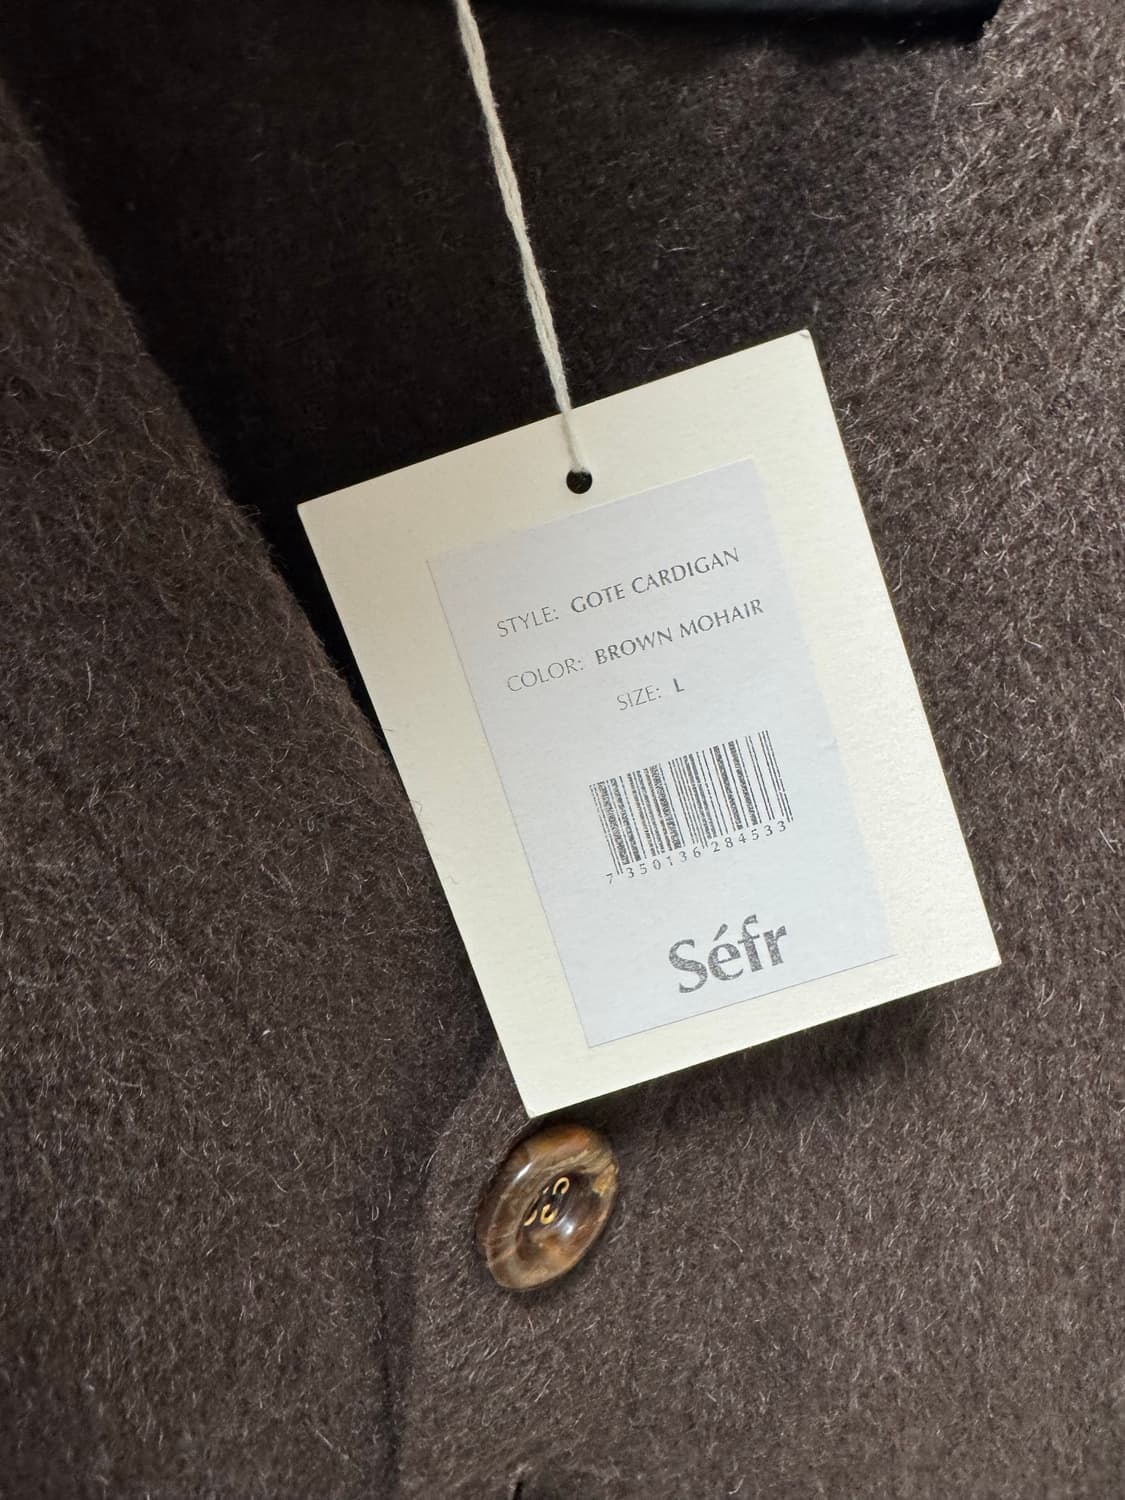 STYLE: GOTE CARDIGAN
COLOR: BROWN MOHAIR
SIZE: L
7 350136 284533
Séfr